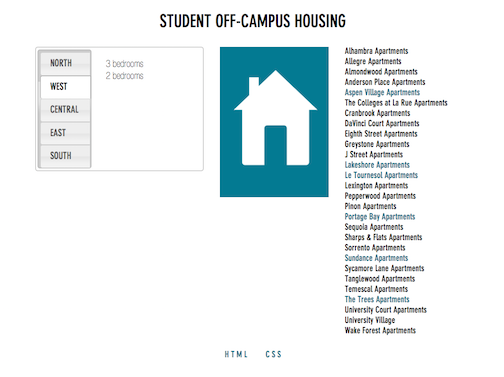 STUDENT OFF-CAMPUS HOUSING
NORTH
WEST
CENTRAL
EAST
SOUTH
3 bedrooms
2 bedrooms
Alhambra Apartments
Allegre Apartments
Almondwood Apartments
Anderson Place Apartments
Aspen Village Apartments
The Colleges at La Rue Apartments
Cranbrook Apartments
DaVinci Court Apartments
Eighth Street Apartments
Greystone Apartments
J Street Apartments
Lakeshore Apartments
Le Tournesol Apartments
Lexington Apartments
Pepperwood Apartments
Pinon Apartments
Portage Bay Apartments
Sequoia Apartments
Sharps & Flats Apartments
Sorrento Apartments
Sundance Apartments
Sycamore Lane Apartments
Tanglewood Apartments
Temescal Apartments
The Trees Apartments
University Court Apartments
University Village
Wake Forest Apartments
HTML CSS